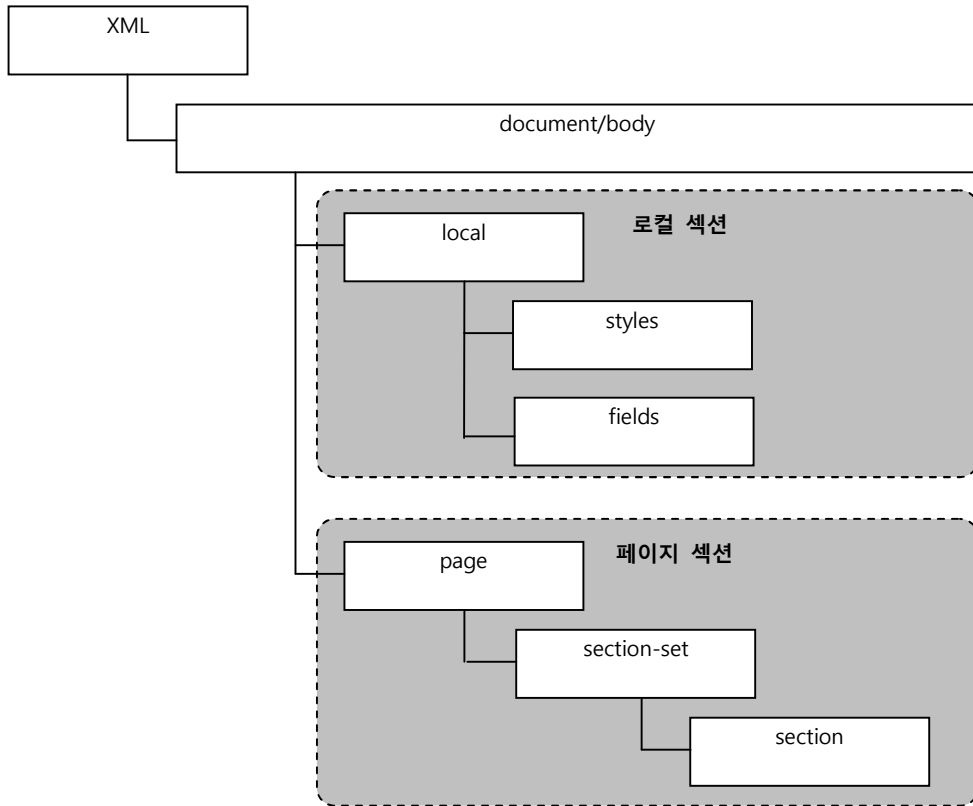 XML
document/body
로컬 섹션
local
styles
fields
페이지 섹션
page
section-set
section